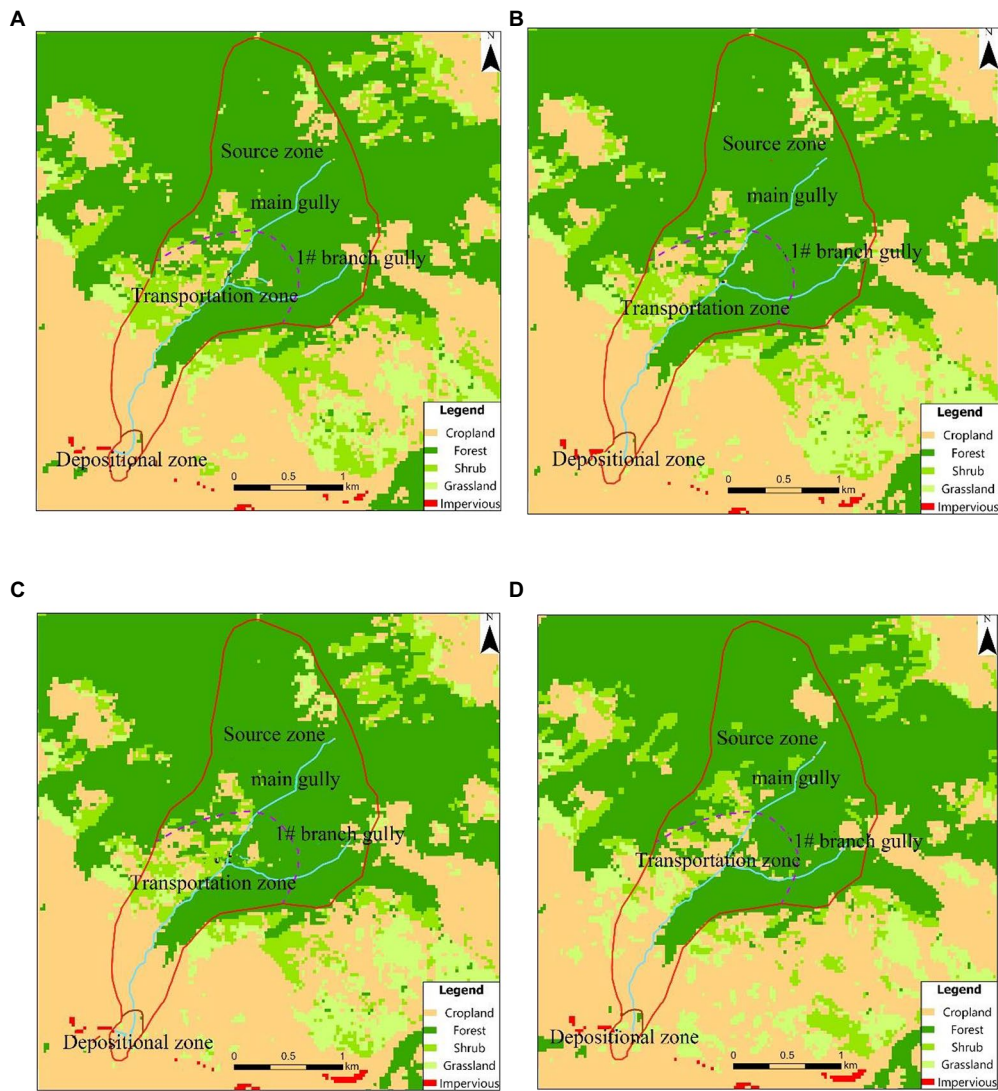 A
N
Source zone
main gully
1# branch gully
Transportation zone
Depositional zone
0 0.5 1
km
Legend
Cropland
Forest
Shrub
Grassland
Impervious
B
N
Source zone
main gully
1# branch gully
Transportation zone
Depositional zone
0 0.5 1
km
Legend
Cropland
Forest
Shrub
Grassland
Impervious
C
N
Source zone
main gully
1# branch gully
Transportation zone
Depositional zone
0 0.5 1
km
Legend
Cropland
Forest
Shrub
Grassland
Impervious
D
N
Source zone
main gully
1# branch gully
Transportation zone
Depositional zone
0 0.5 1
km
Legend
Cropland
Forest
Shrub
Grassland
Impervious